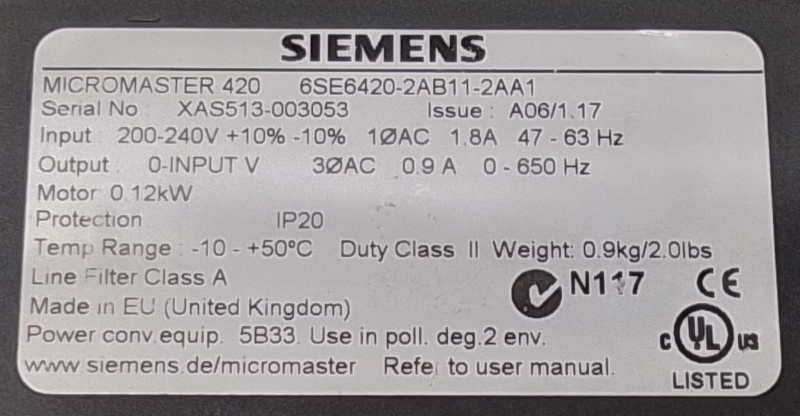 SIEMENS
MICROMASTER 420 6SE6420-2AB11-2AA1
Serial No XAS513-003053 Issue : A06/1.17
Input : 200-240V +10% -10% 1ØAC 1.8A 47 - 63 Hz
Output : 0-INPUT V 3ØAC 0.9 A 0 - 650 Hz
Motor 0.12kW
Protection IP20
Temp Range : -10 - +50°C Duty Class II Weight: 0.9kg/2.0lbs
Line Filter Class A
N117 CE
Made in EU (United Kingdom)
Power conv.equip. 5B33. Use in poll. deg.2 env.
c UL us
www siemens.de/micromaster Refe to user manual.
LISTED